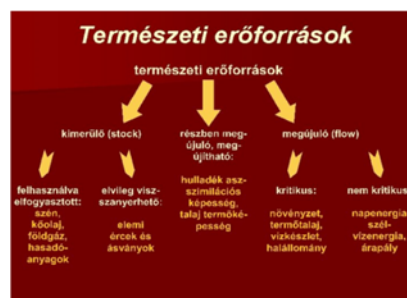 Természeti erőforrások
természeti erőforrások
kimerülő (stock)
részben meg-
újuló, meg-
újítható:
megújuló (flow)
felhasználva
elfogyasztott:
szén,
kőolaj,
földgáz,
hasadó-
anyagok
elvileg visz-
szanyerhető:
elemi
ércek és
ásványok
hulladék asz-
szimilációs
képesség,
talaj termőké-
pesség
kritikus:
növényzet,
termőtalaj,
vízkészlet,
halállomány
nem kritikus:
napenergia
szél-
vízenergia,
árapály